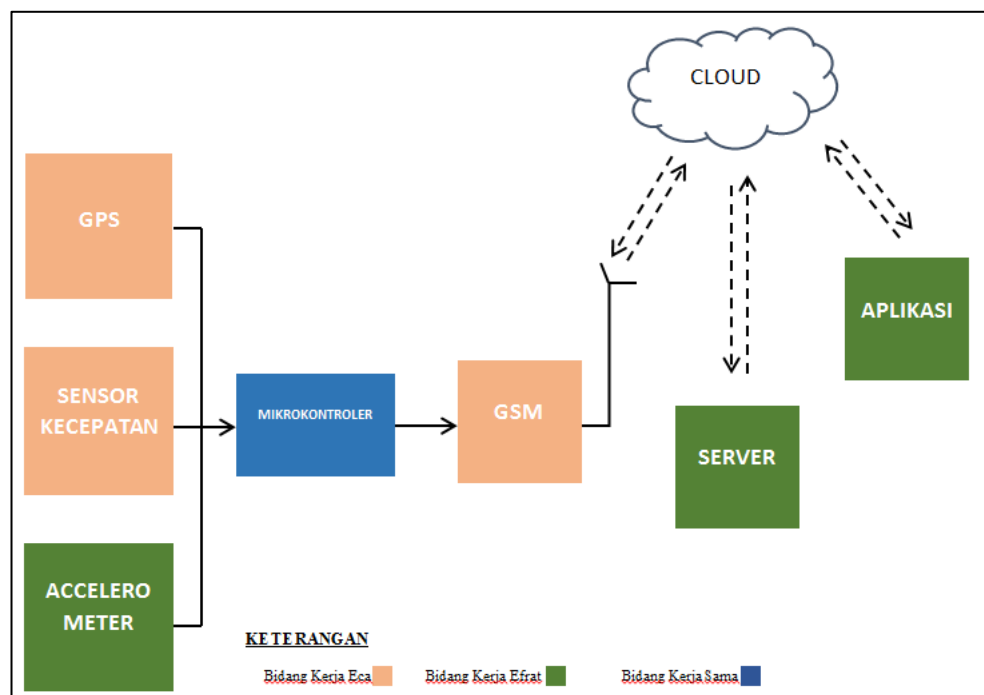 CLOUD
GPS
APLIKASI
SENSOR
KECEPATAN
MIKROKONTROLER
GSM
SERVER
ACCELERO
METER
KETERANGAN
Bidang Kerja Eca
Bidang Kerja Efrat
Bidang Kerja Sama